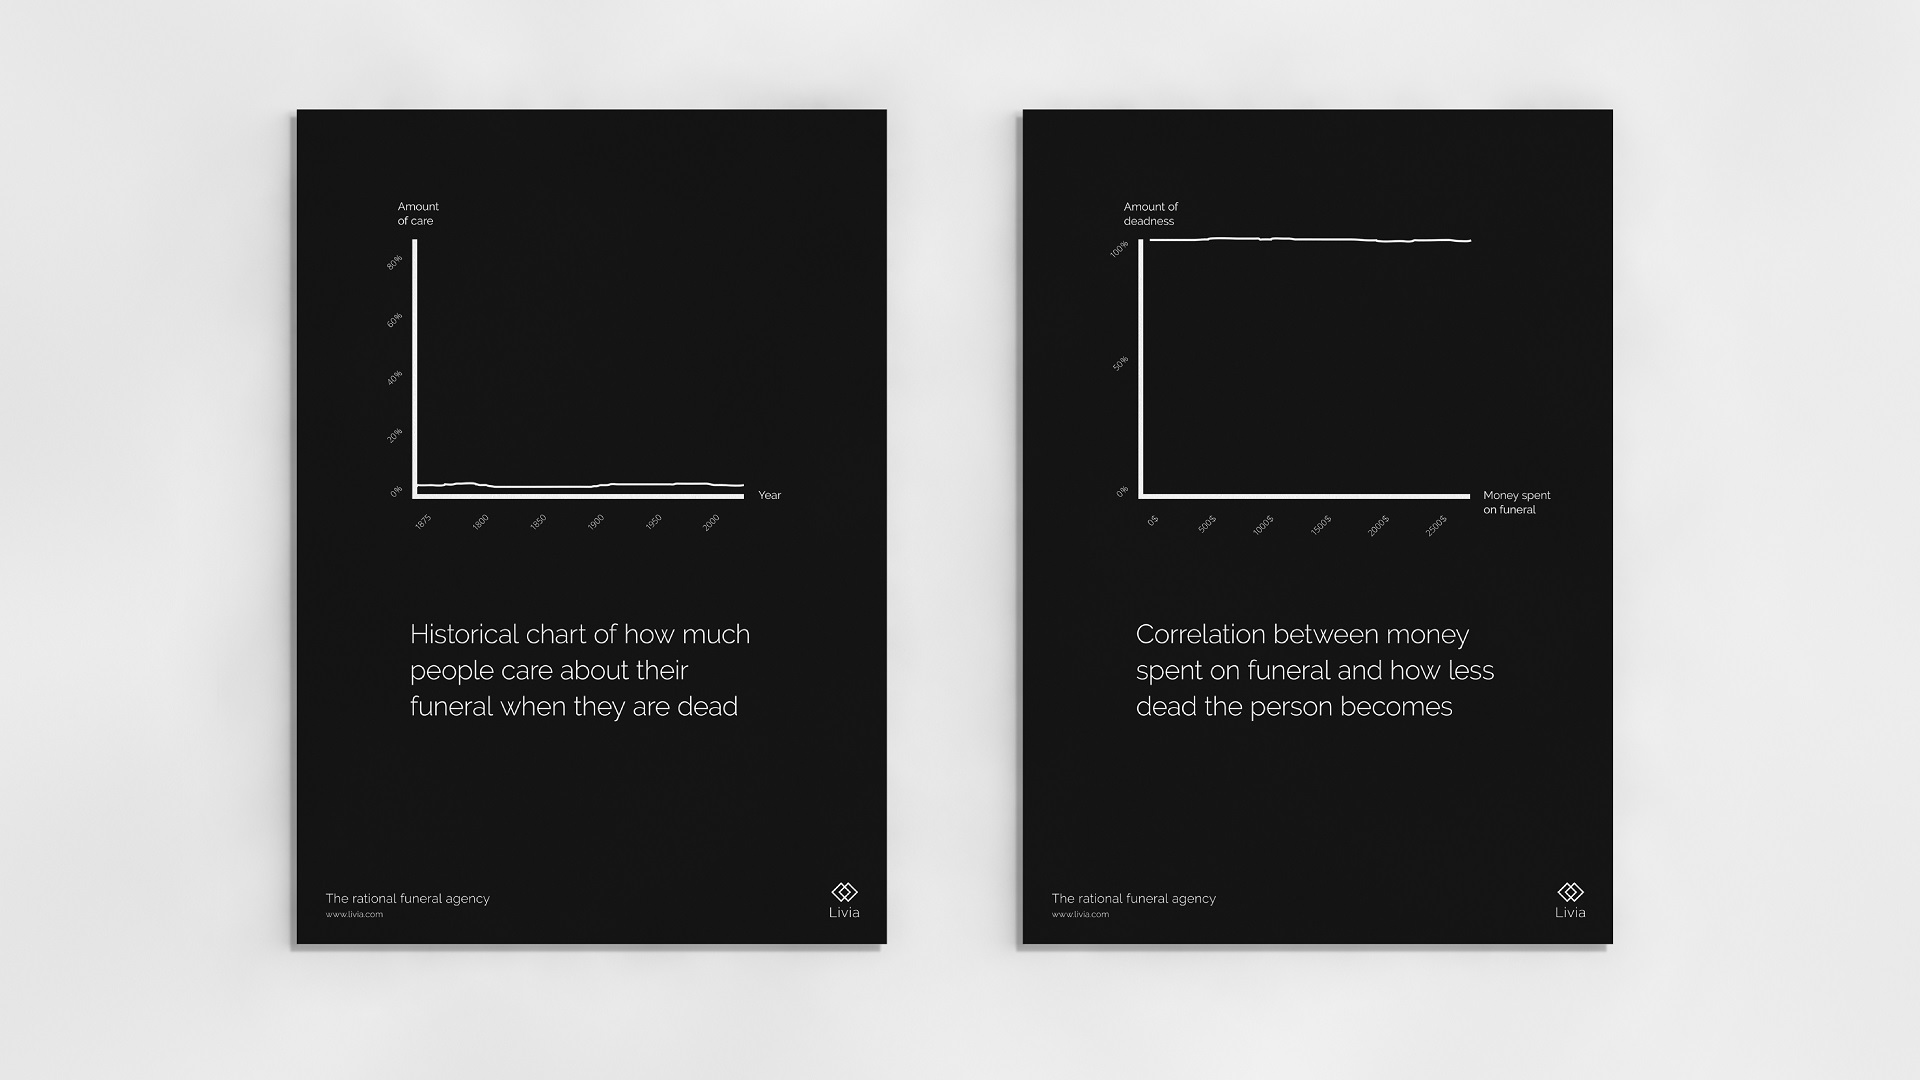 Amount
of care
80%
60%
40%
20%
0%
1875
1800
1850
1900
1950
2000
Year
Historical chart of how much
people care about their
funeral when they are dead
The rational funeral agency
www.livia.com
Livia
Amount of
deadness
100%
50%
0%
0$
500$
1000$
1500$
2000$
2500$
Money spent
on funeral
Correlation between money
spent on funeral and how less
dead the person becomes
The rational funeral agency
www.livia.com
Livia